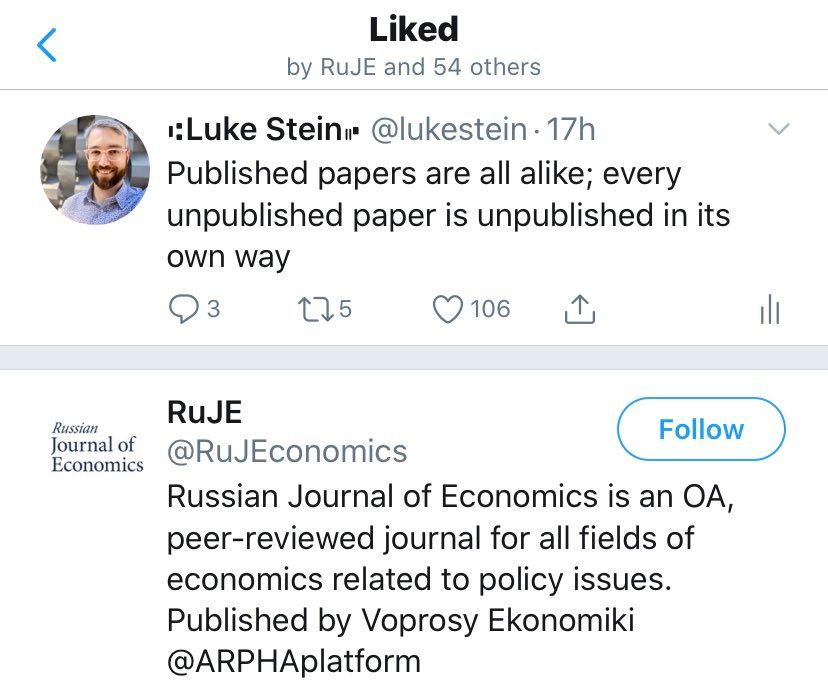 Liked
by RuJE and 54 others
Luke Stein @lukestein · 17h
Published papers are all alike; every
unpublished paper is unpublished in its
own way
3 5 106
RuJE
Follow
Russian
Journal of
Economics
@RuJEconomics
Russian Journal of Economics is an OA,
peer-reviewed journal for all fields of
economics related to policy issues.
Published by Voprosy Ekonomiki
@ARPHAplatform